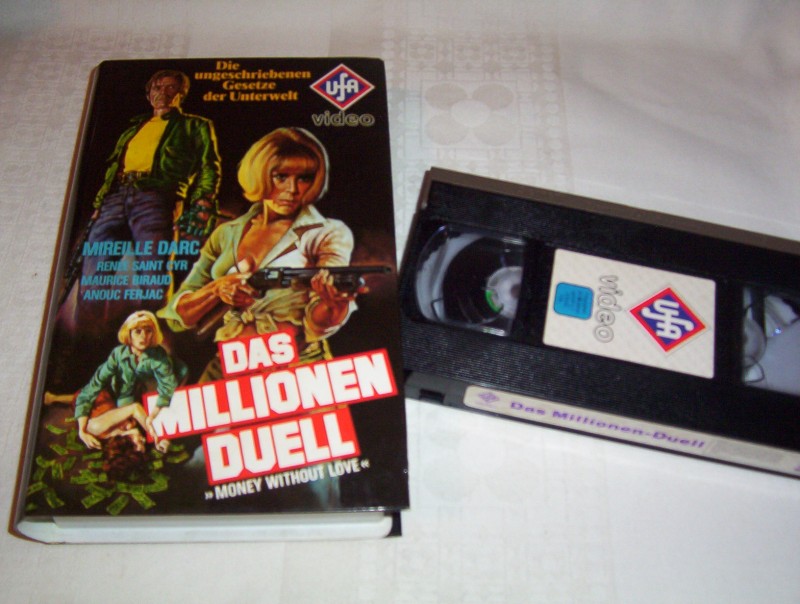 Die
ungeschriebenen
Gesetze
der Unterwelt
UFA
video
MIREILLE DARC
RENÉE SAINT CYR
MAURICE BIRAUD
ANOUC FERJAC
DAS
MILLIONEN
DUELL
»MONEY WITHOUT LOVE«
UFA
video
Das Millionen-Duell